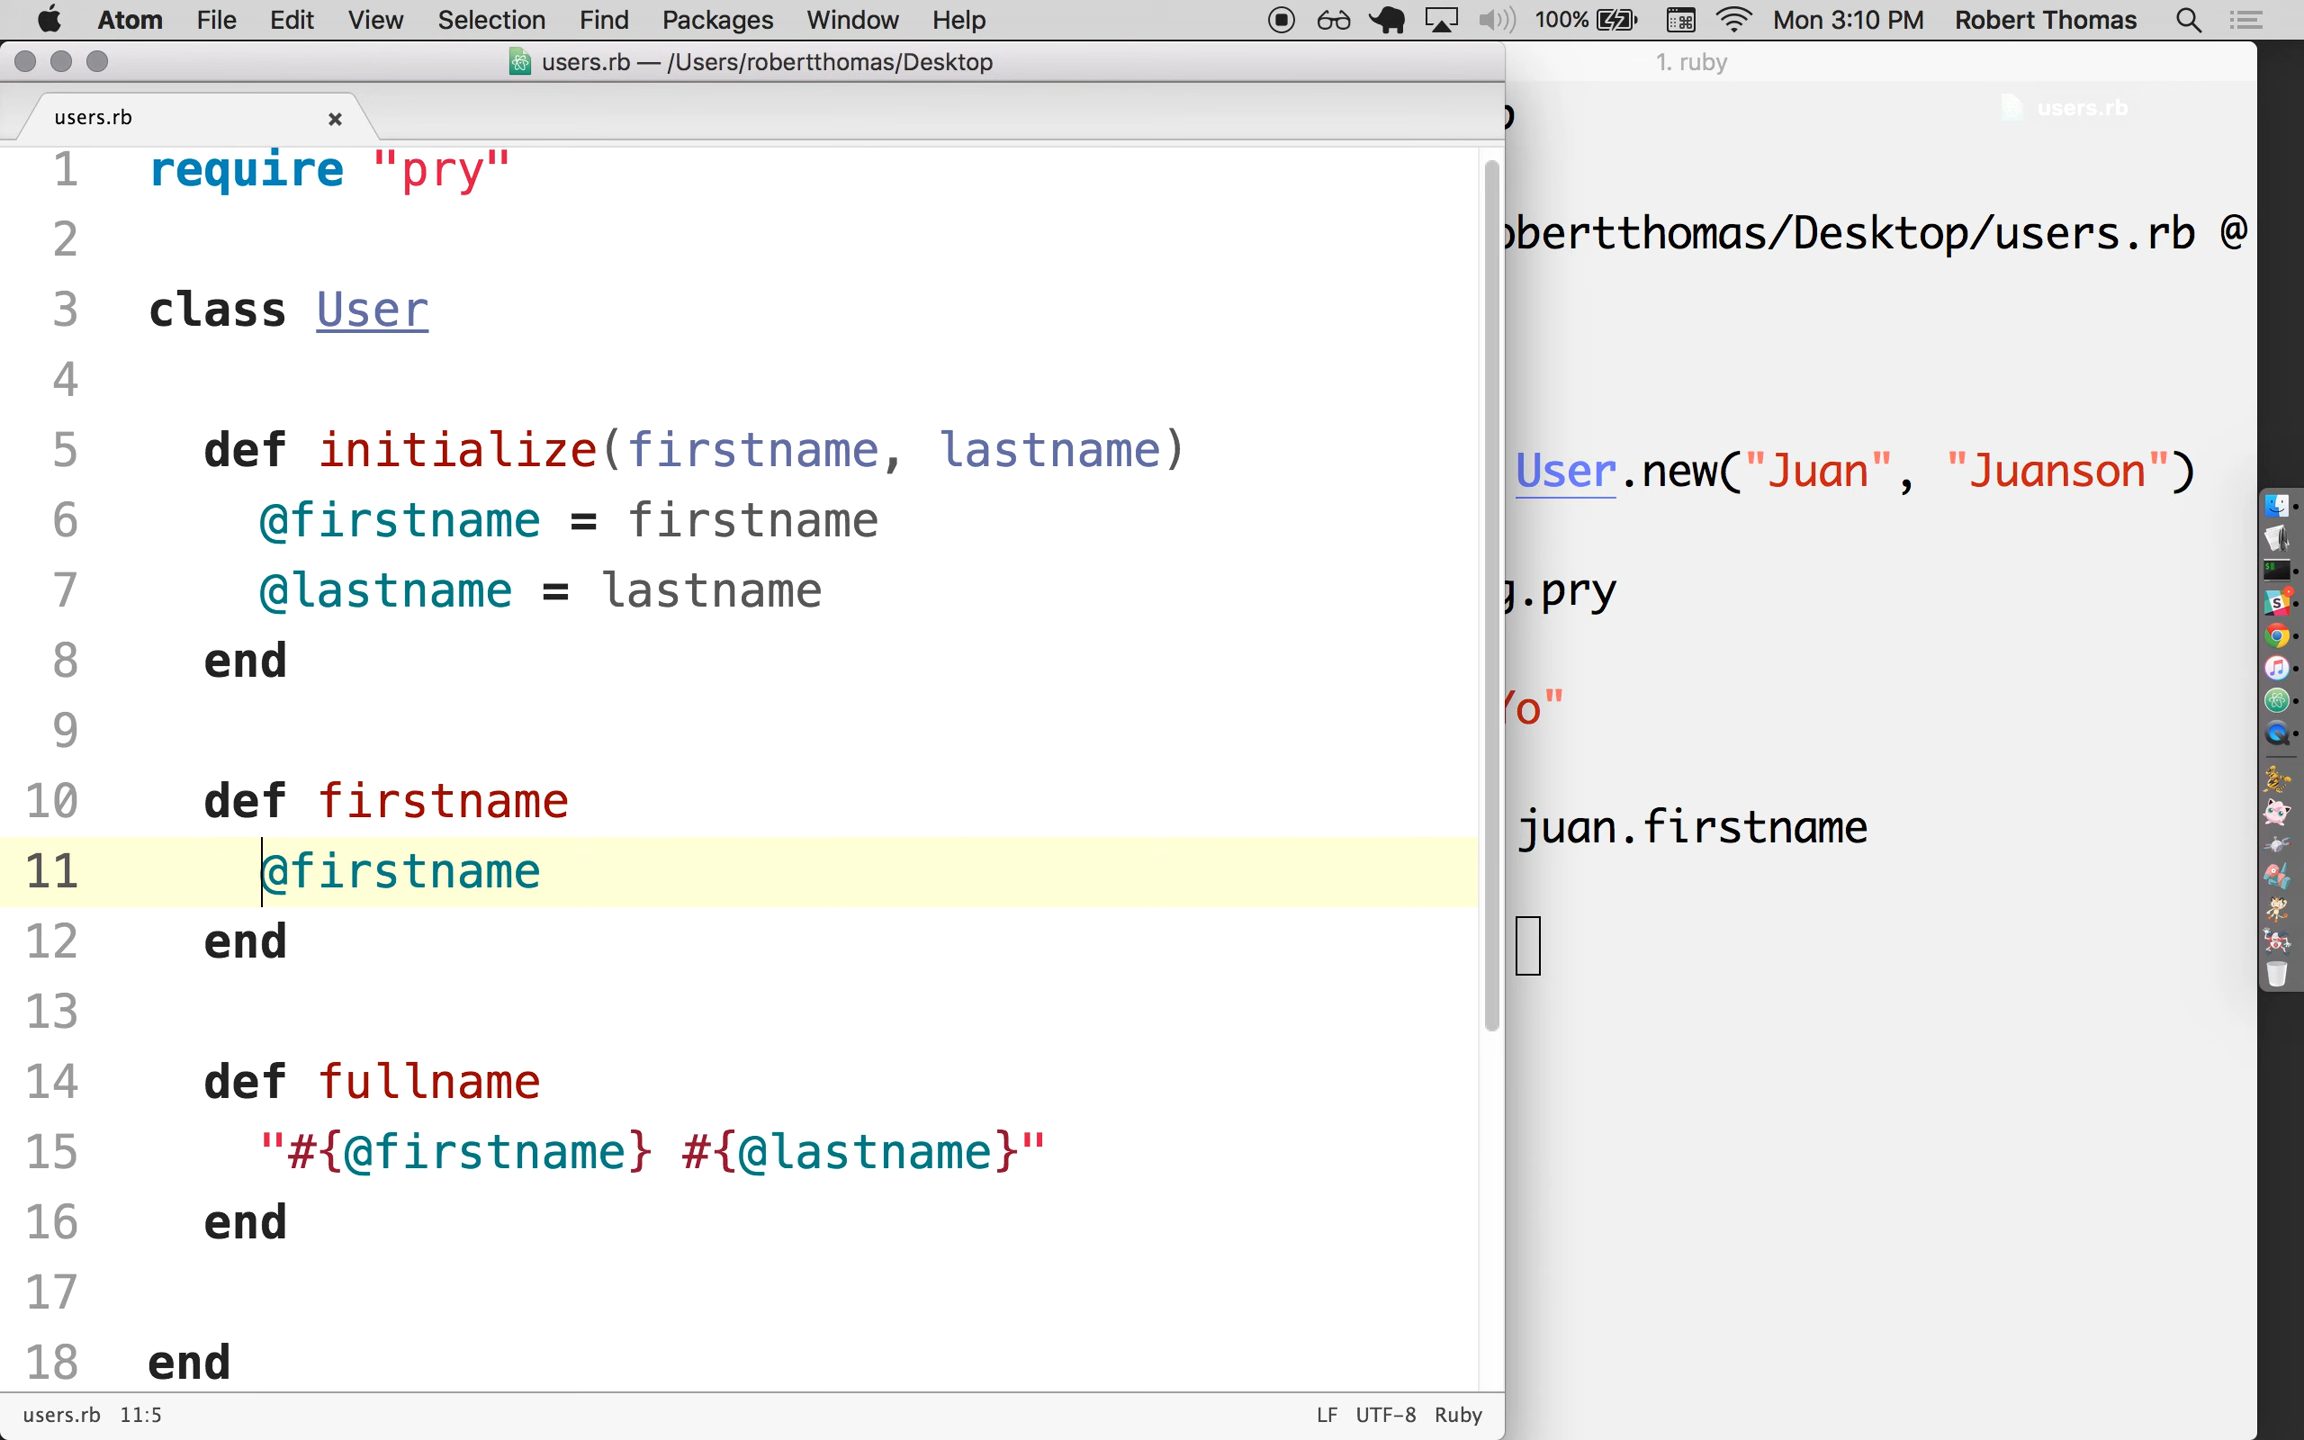 Atom File Edit View Selection Find Packages Window Help 100% Mon 3:10 PM Robert Thomas
users.rb — /Users/robertthomas/Desktop
1. ruby
users.rb
users.rb
1 require "pry"
2
3 class User
4
5 def initialize(firstname, lastname)
6 @firstname = firstname
7 @lastname = lastname
8 end
9
10 def firstname
11 @firstname
12 end
13
14 def fullname
15 "#{@firstname} #{@lastname}"
16 end
17
18 end
users.rb 11:5
LF UTF-8 Ruby
obertthomas/Desktop/users.rb @
User.new("Juan", "Juanson")
g.pry
Yo"
juan.firstname